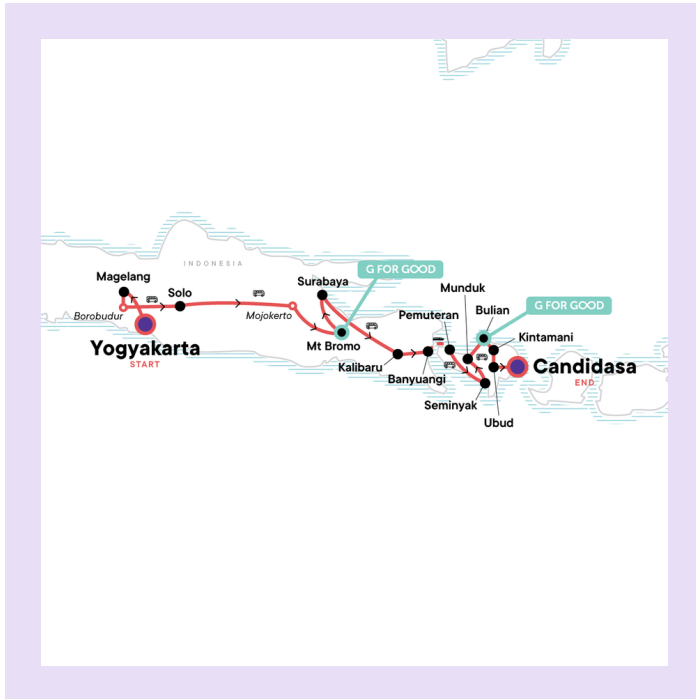 INDONESIA
G FOR GOOD
Magelang
Surabaya
Munduk
Solo
G FOR GOOD
Borobudur
Mojokerto
Pemuteran
Bulian
Yogyakarta
START
Mt Bromo
Kintamani
Kalibaru
Candidasa
END
Banyuangi
Seminyak
Ubud